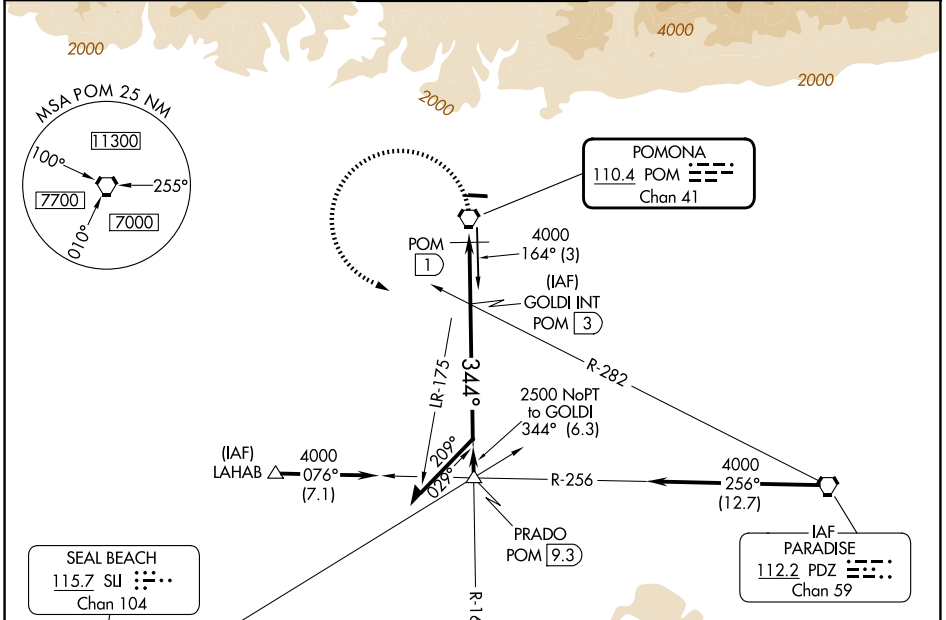 2000
4000
2000
2000
MSA POM 25 NM
11300
100°
255°
7700
7000
010°
POMONA
110.4 POM
Chan 41
POM
1
4000
164° (3)
(IAF)
GOLDI INT
POM 3
R-282
LR-175
344°
2500 NoPT
to GOLDI
344° (6.3)
209°
029°
(IAF)
LAHAB
4000
076°
(7.1)
R-256
4000
256°
(12.7)
PRADO
POM 9.3
IAF
PARADISE
112.2 PDZ
Chan 59
SEAL BEACH
115.7 SLI
Chan 104